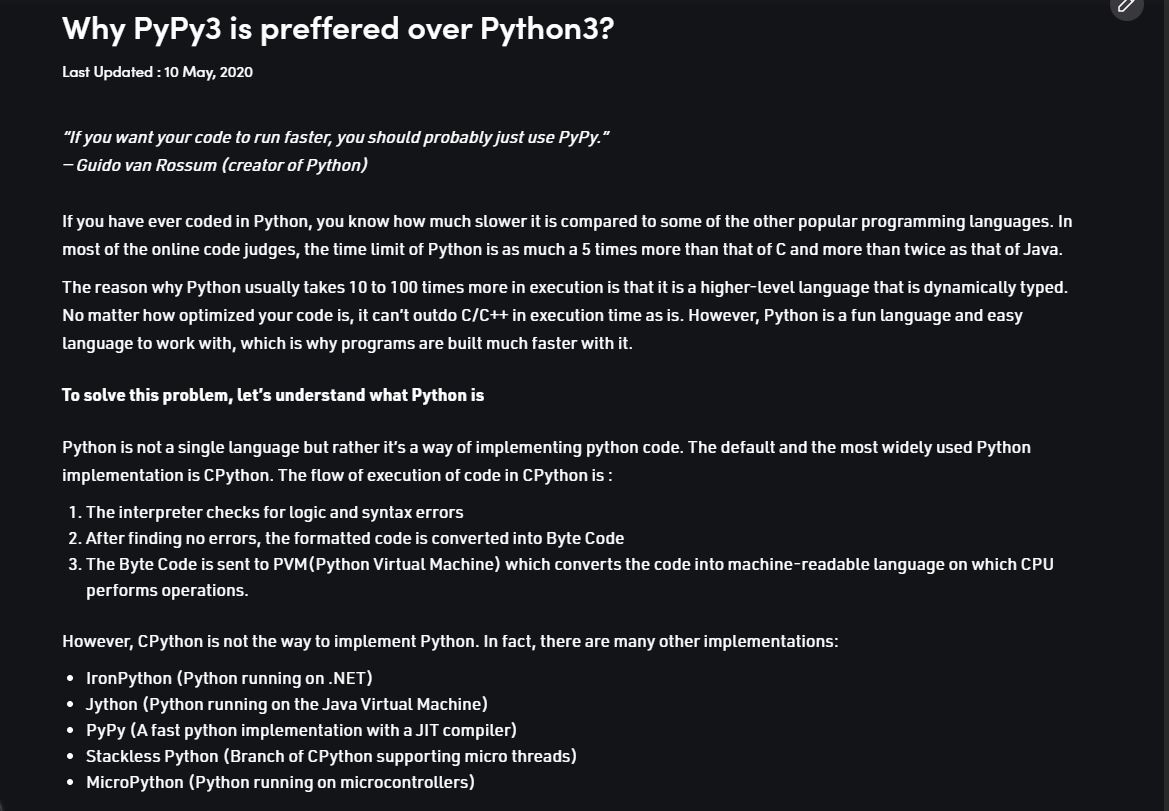 Why PyPy3 is preffered over Python3?
Last Updated : 10 May, 2020
“If you want your code to run faster, you should probably just use PyPy.”
– Guido van Rossum (creator of Python)
If you have ever coded in Python, you know how much slower it is compared to some of the other popular programming languages. In
most of the online code judges, the time limit of Python is as much a 5 times more than that of C and more than twice as that of Java.
The reason why Python usually takes 10 to 100 times more in execution is that it is a higher-level language that is dynamically typed.
No matter how optimized your code is, it can’t outdo C/C++ in execution time as is. However, Python is a fun language and easy
language to work with, which is why programs are built much faster with it.
To solve this problem, let’s understand what Python is
Python is not a single language but rather it’s a way of implementing python code. The default and the most widely used Python
implementation is CPython. The flow of execution of code in CPython is :
1. The interpreter checks for logic and syntax errors
2. After finding no errors, the formatted code is converted into Byte Code
3. The Byte Code is sent to PVM(Python Virtual Machine) which converts the code into machine-readable language on which CPU
performs operations.
However, CPython is not the way to implement Python. In fact, there are many other implementations:
• IronPython (Python running on .NET)
• Jython (Python running on the Java Virtual Machine)
• PyPy (A fast python implementation with a JIT compiler)
• Stackless Python (Branch of CPython supporting micro threads)
• MicroPython (Python running on microcontrollers)